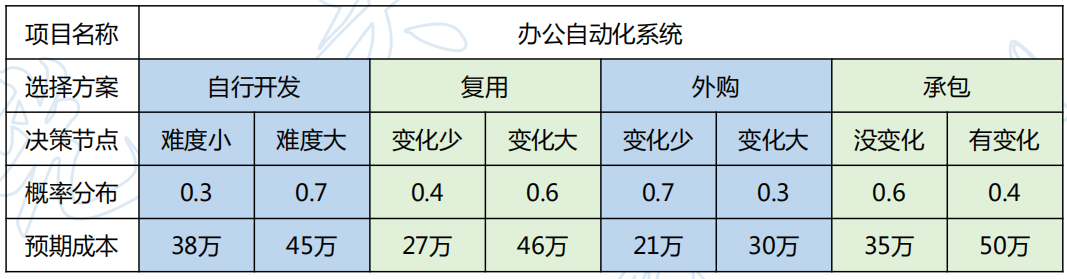 项目名称 办公自动化系统
选择方案 自行开发 复用 外购 承包
决策节点 难度小 难度大 变化少 变化大 变化少 变化大 没变化 有变化
概率分布 0.3 0.7 0.4 0.6 0.7 0.3 0.6 0.4
预期成本 38万 45万 27万 46万 21万 30万 35万 50万